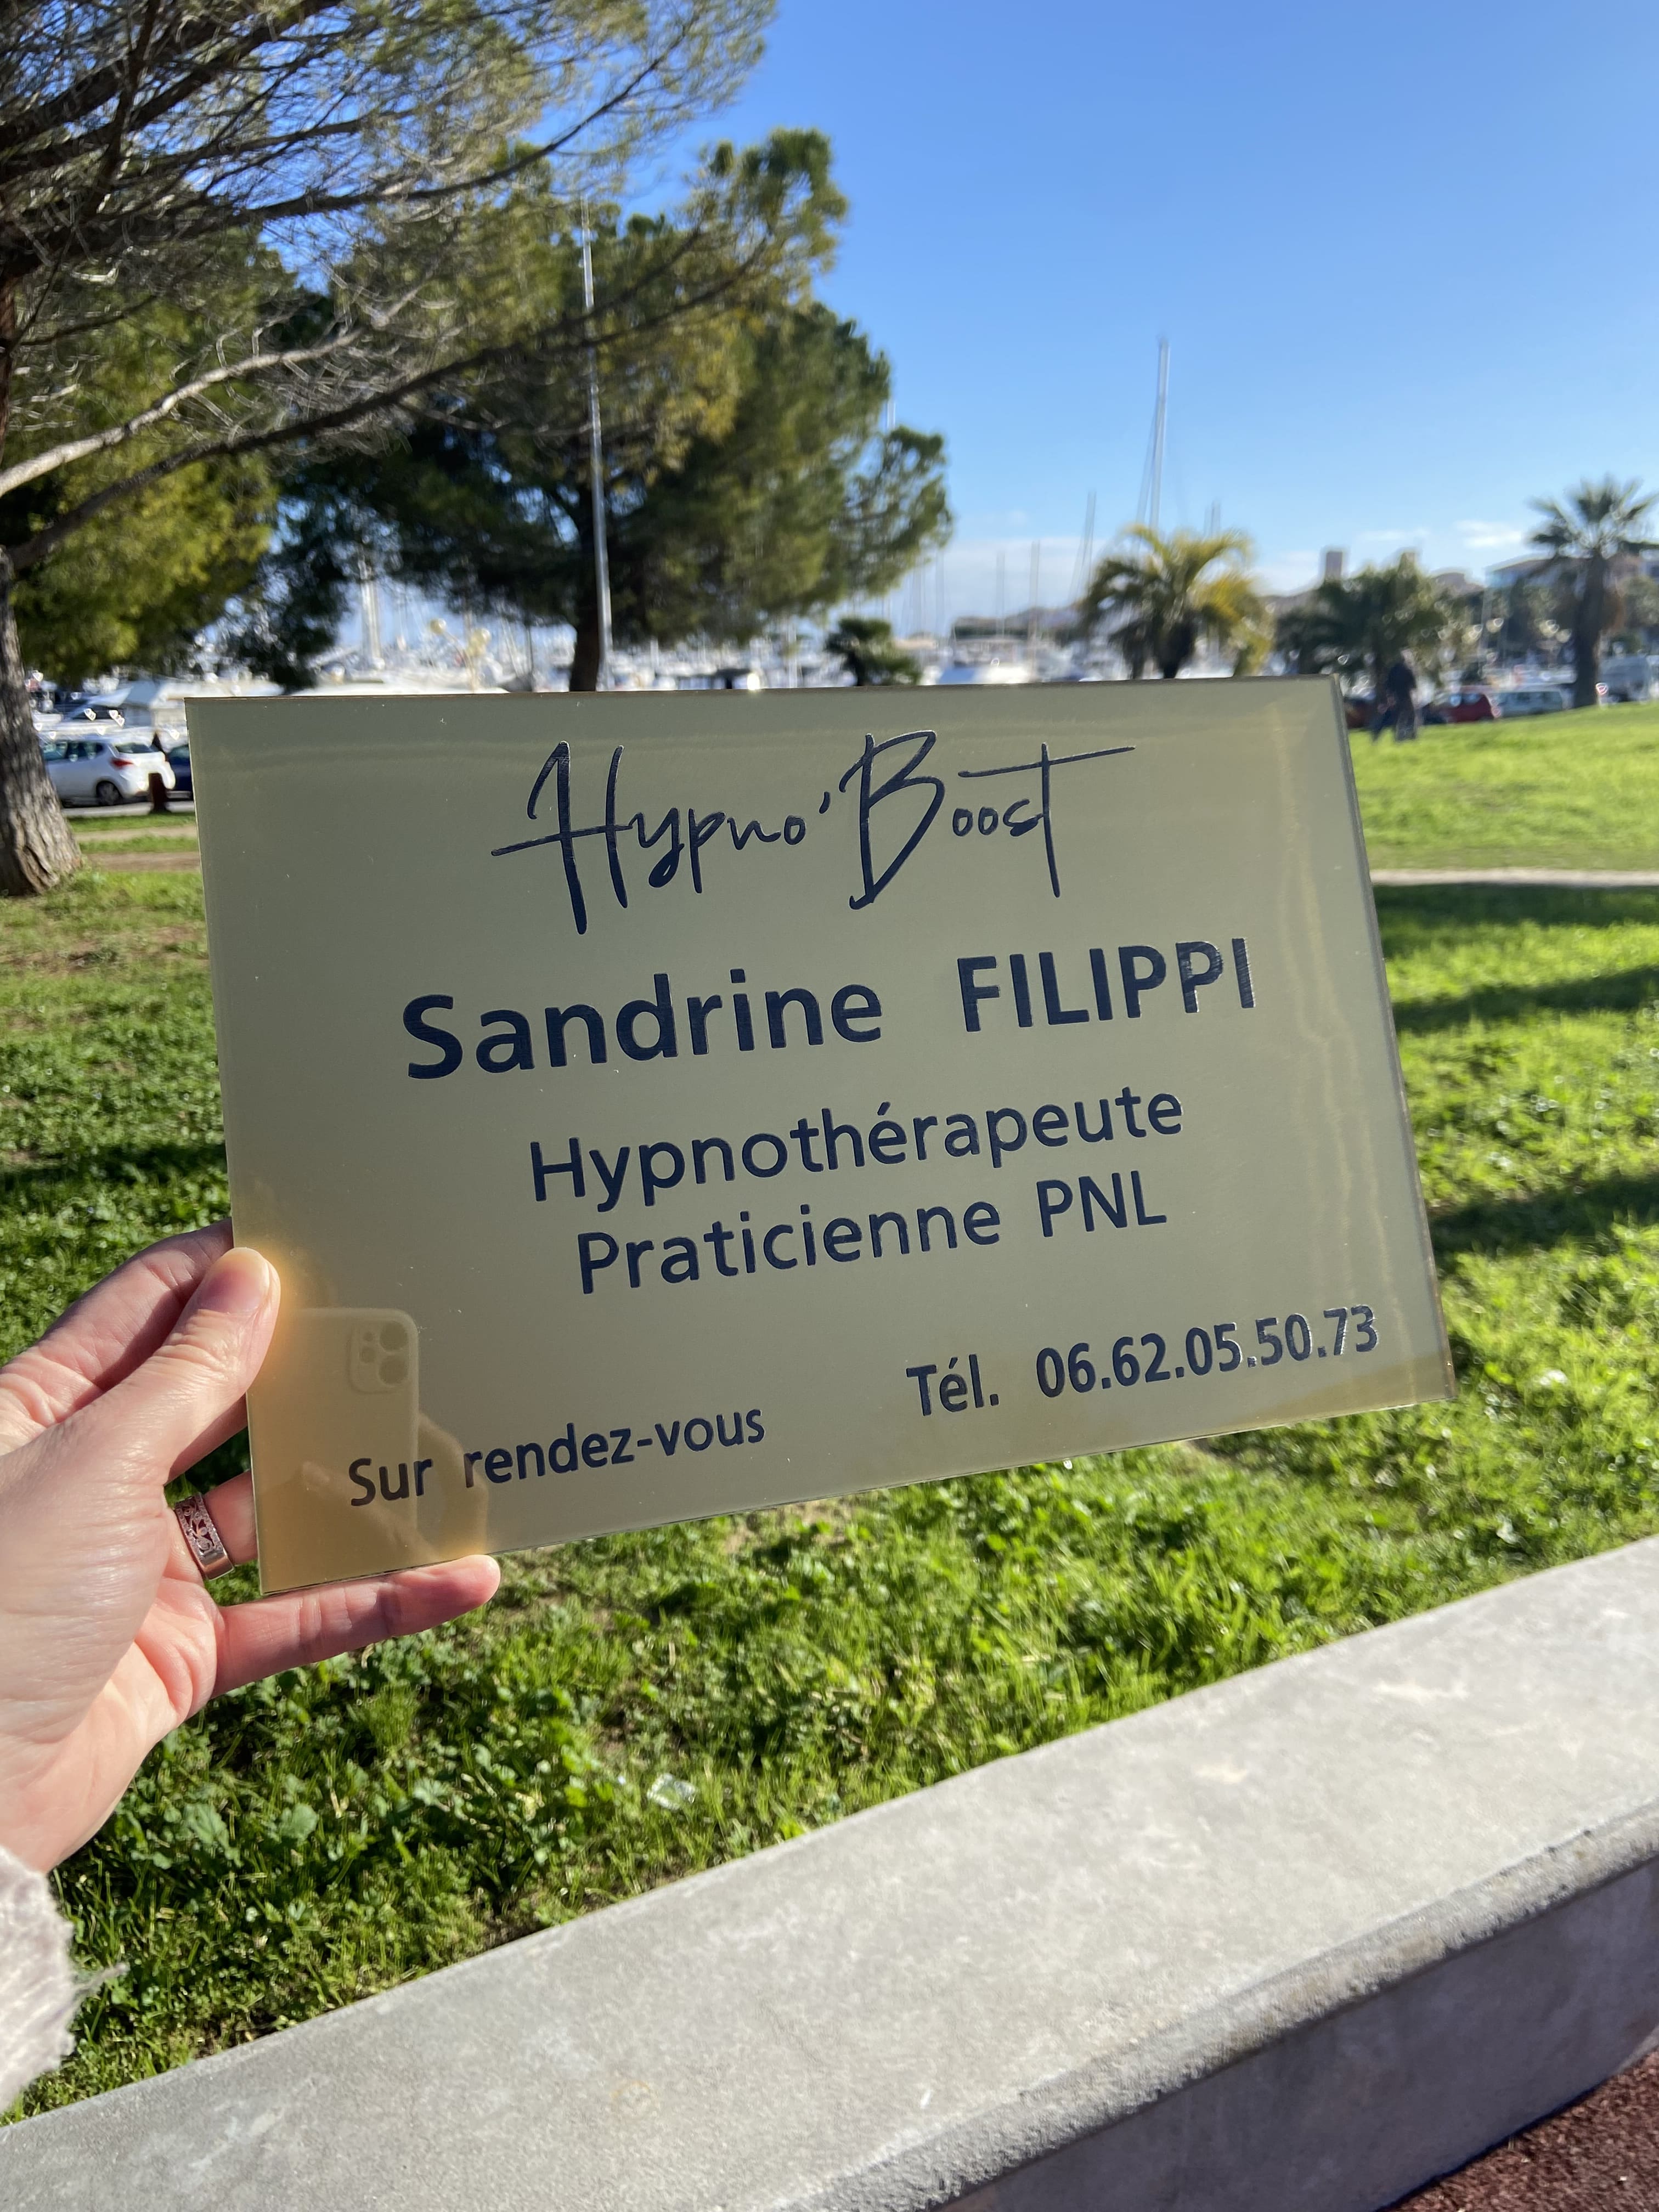 Hypno'Boost
Sandrine FILIPPI
Hypnothérapeute
Praticienne PNL
Sur rendez-vous Tél. 06.62.05.50.73